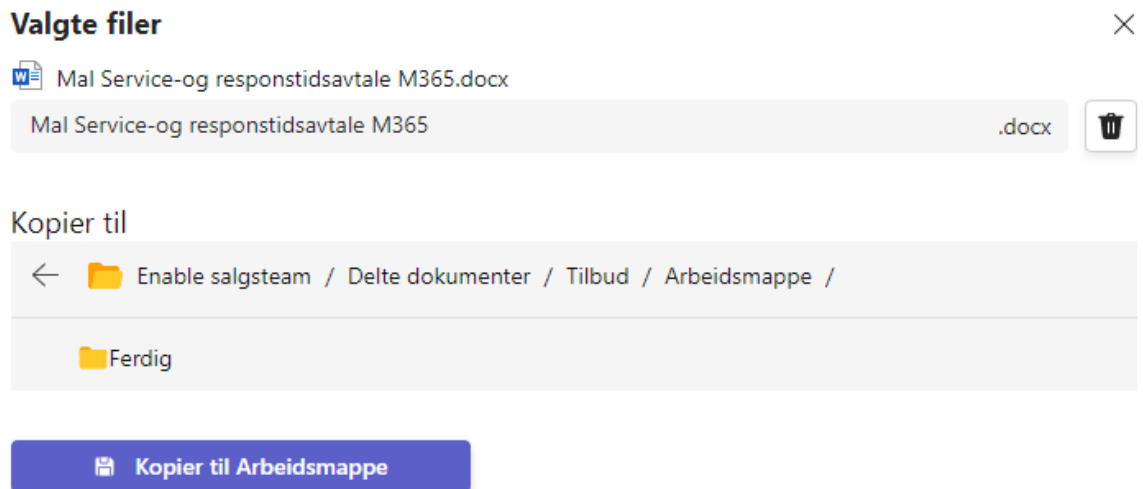 Valgte filer
Mal Service-og responstidsavtale M365.docx
Mal Service-og responstidsavtale M365 .docx
Kopier til
Enable salgsteam / Delte dokumenter / Tilbud / Arbeidsmappe /
Ferdig
Kopier til Arbeidsmappe